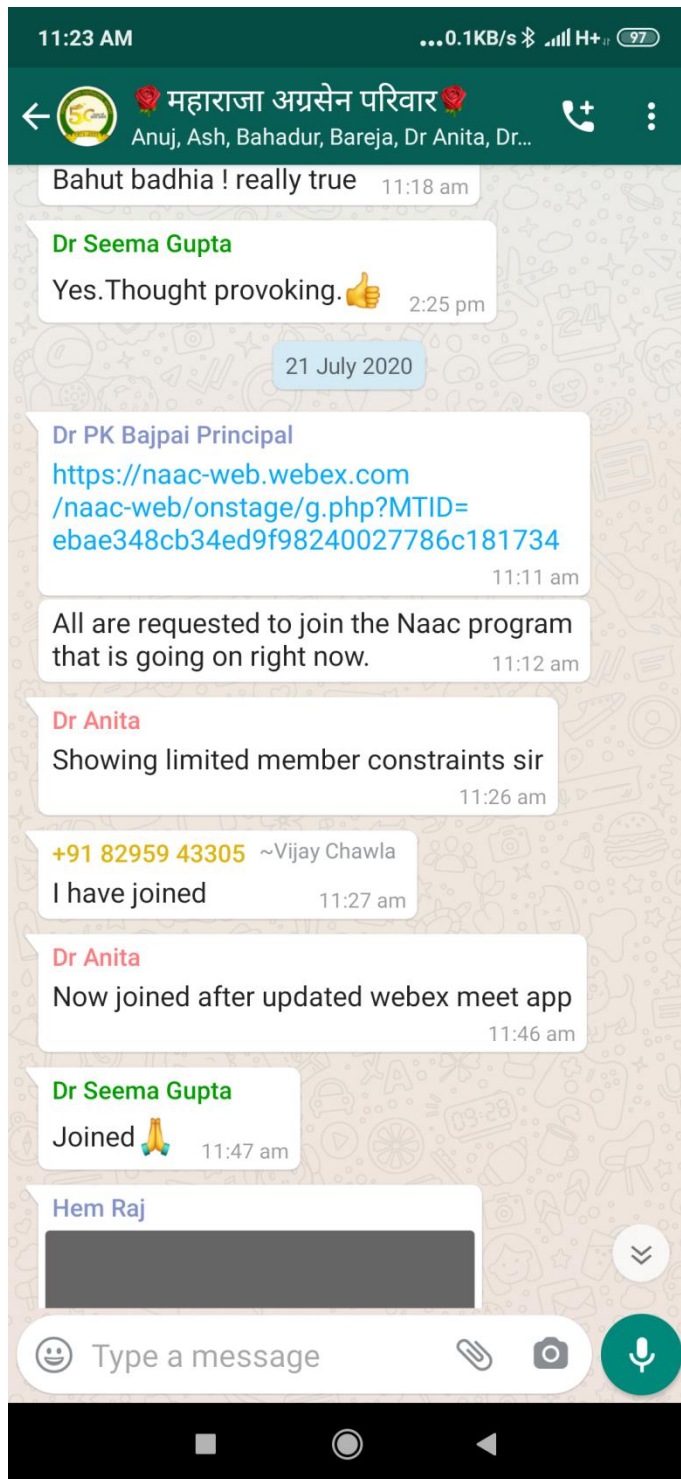 11:23 AM
...0.1KB/s H+ 97
🌹 महाराजा अग्रसेन परिवार🌹
Anuj, Ash, Bahadur, Bareja, Dr Anita, Dr...
Bahut badhia ! really true 11:18 am
Dr Seema Gupta
Yes.Thought provoking.👍 2:25 pm
21 July 2020
Dr PK Bajpai Principal
https://naac-web.webex.com
/naac-web/onstage/g.php?MTID=
ebae348cb34ed9f98240027786c181734
11:11 am
All are requested to join the Naac program
that is going on right now. 11:12 am
Dr Anita
Showing limited member constraints sir
11:26 am
+91 82959 43305 ~Vijay Chawla
I have joined 11:27 am
Dr Anita
Now joined after updated webex meet app
11:46 am
Dr Seema Gupta
Joined🙏 11:47 am
Hem Raj
Type a message